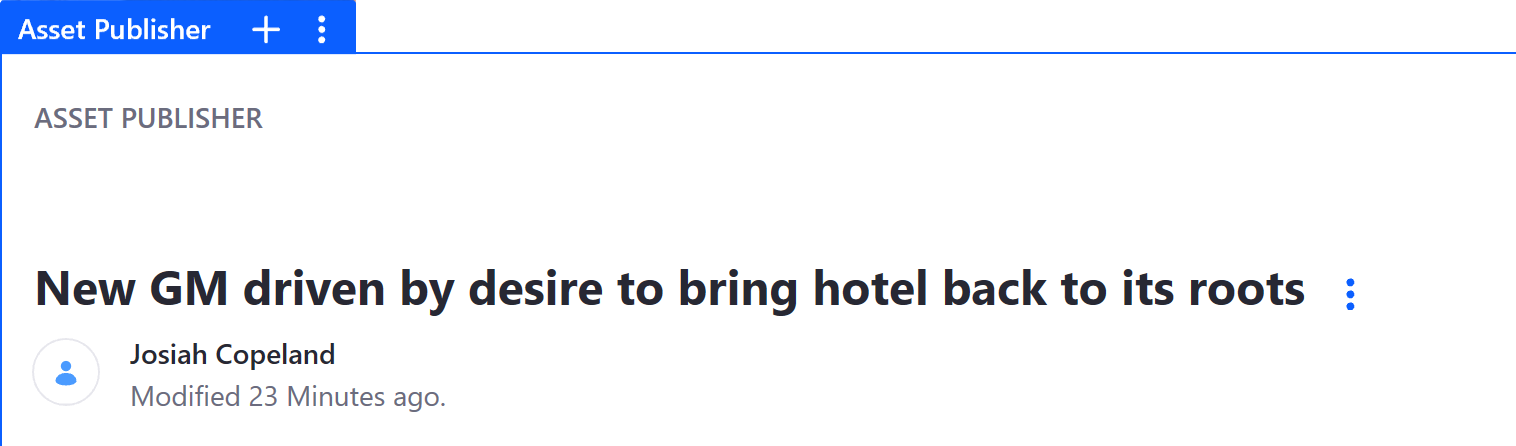 Asset Publisher
ASSET PUBLISHER
New GM driven by desire to bring hotel back to its roots
Josiah Copeland
Modified 23 Minutes ago.